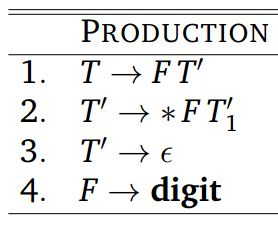 PRODUCTION
1. T → F T′
2. T′ → * F T′₁
3. T′ → ϵ
4. F → digit